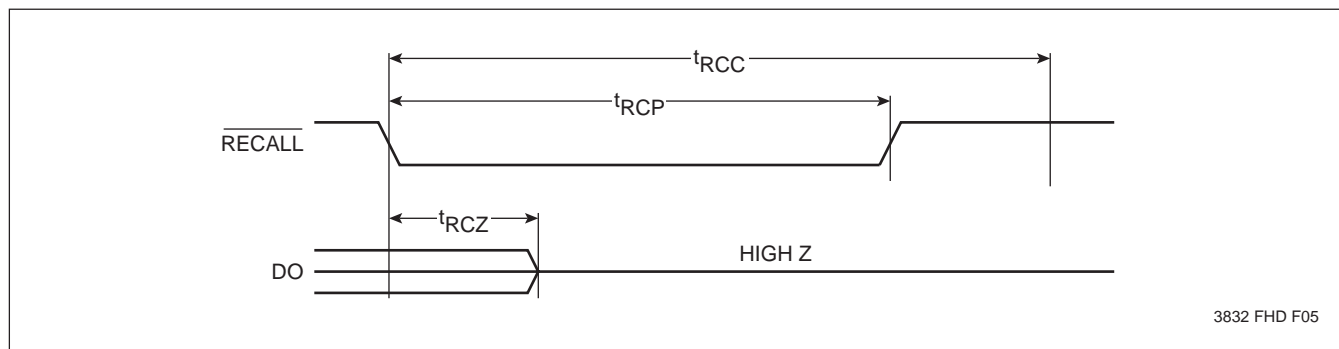 tRCC
tRCP
RECALL
tRCZ
DO
HIGH Z
3832 FHD F05